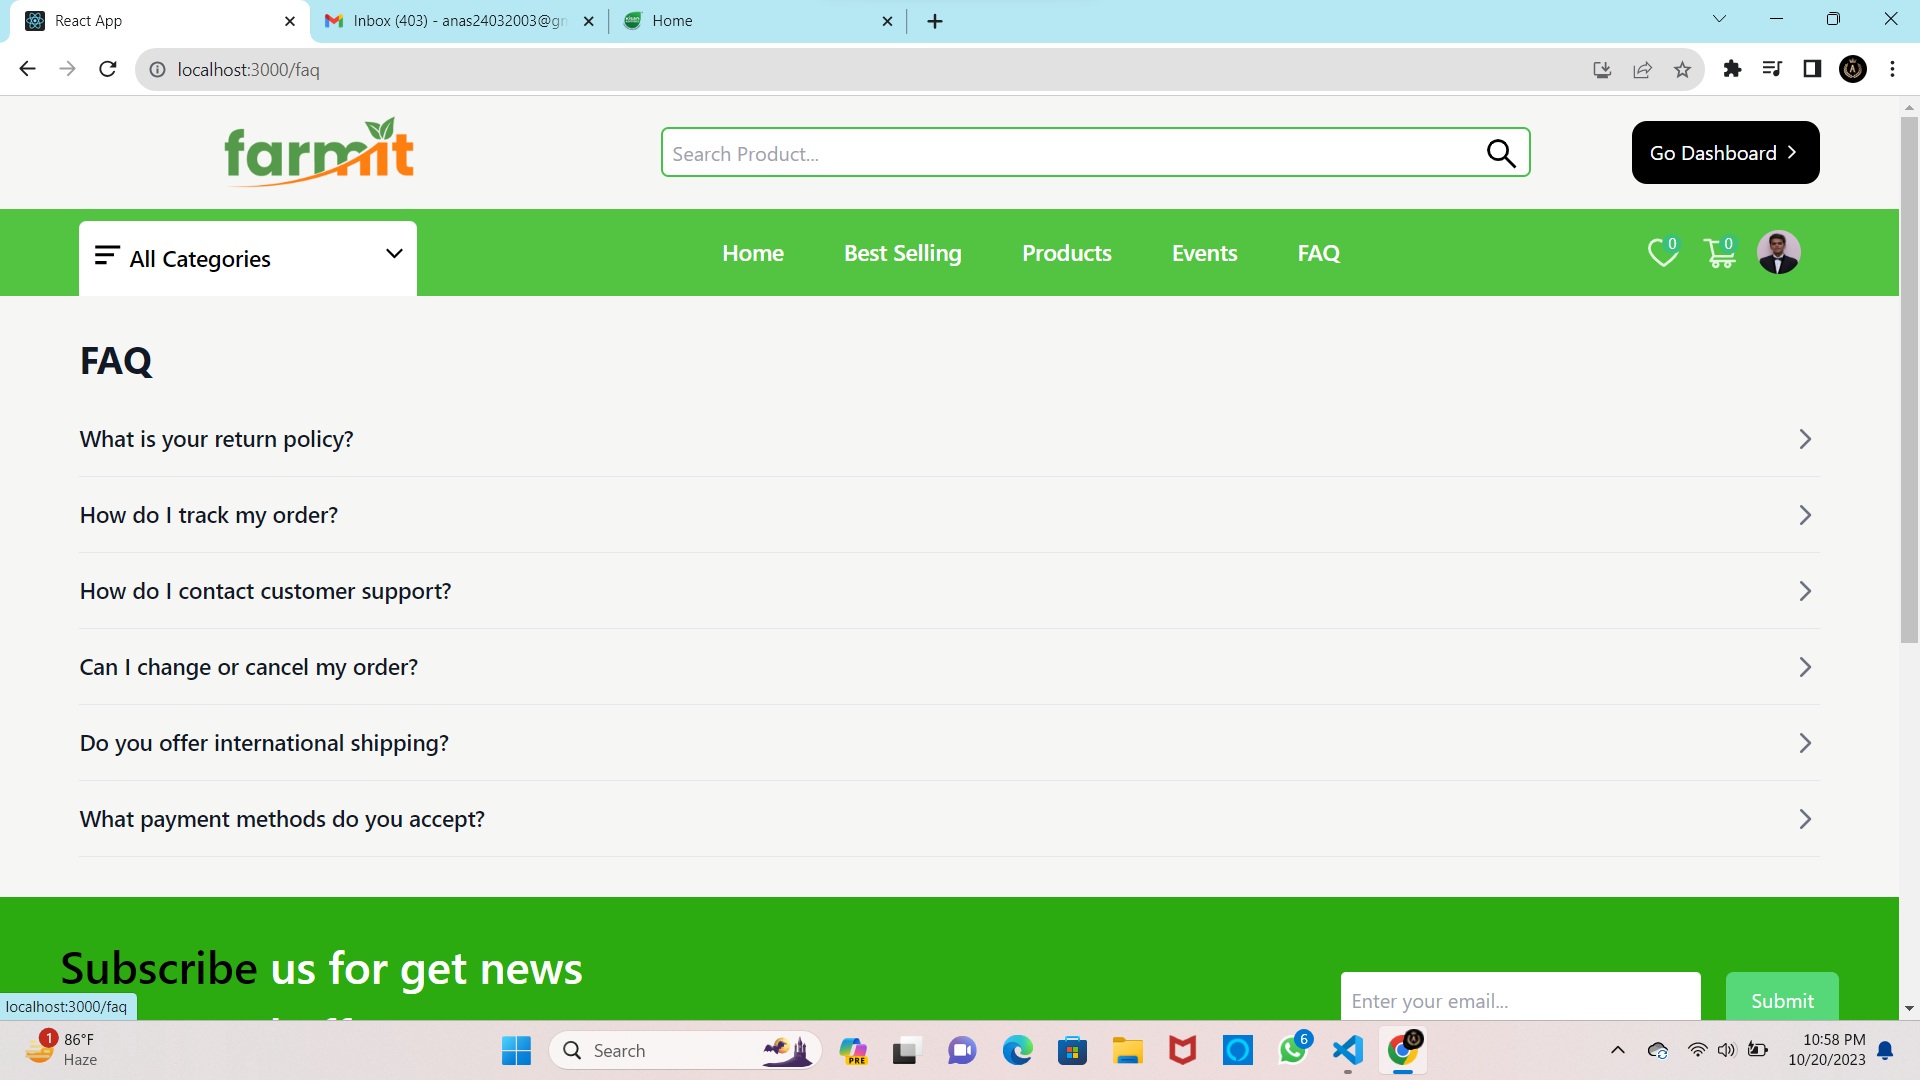 React App
Inbox (403) - anas24032003@gm
Home
localhost:3000/faq
farmit
Search Product...
Go Dashboard
All Categories
Home
Best Selling
Products
Events
FAQ
0
0
FAQ
What is your return policy?
How do I track my order?
How do I contact customer support?
Can I change or cancel my order?
Do you offer international shipping?
What payment methods do you accept?
Subscribe us for get news
Enter your email...
Submit
localhost:3000/faq
1
86°F
Haze
Search
PRE
6
10:58 PM
10/20/2023